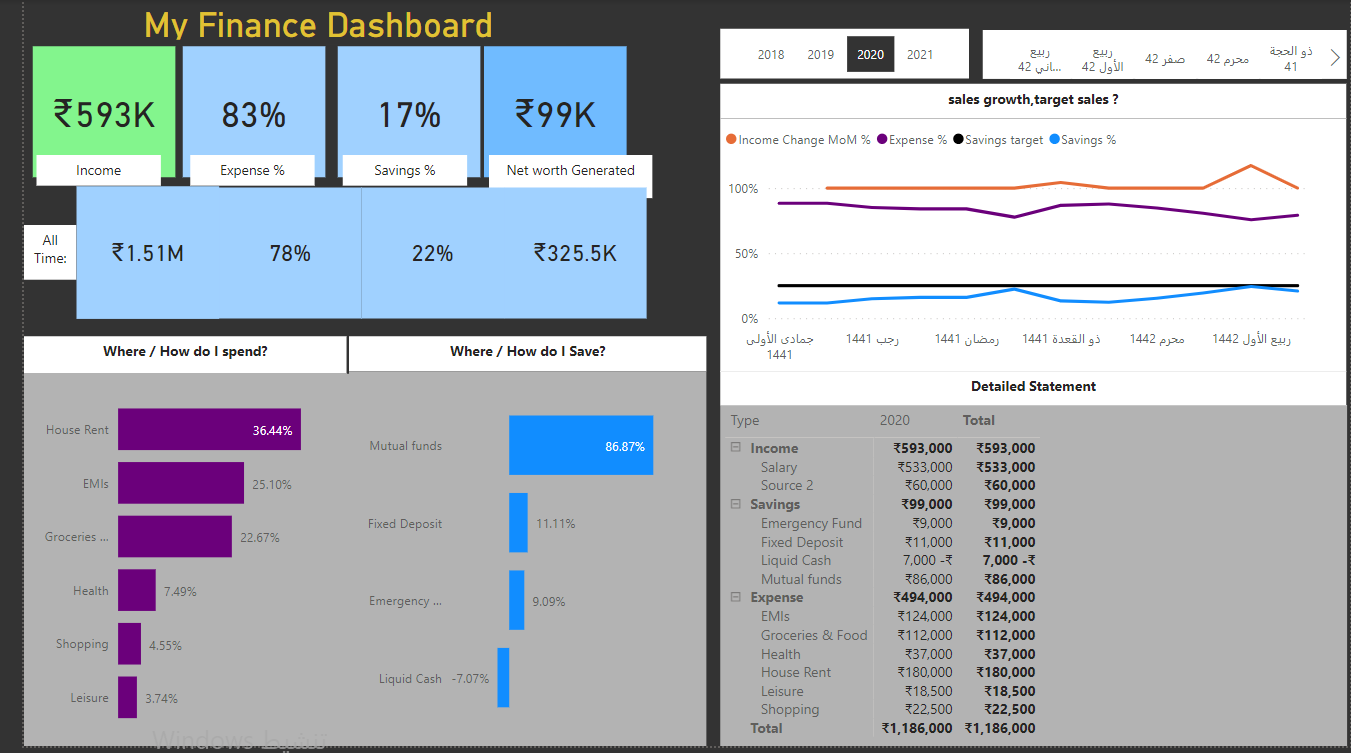 My Finance Dashboard
₹593K
Income
83%
Expense %
17%
Savings %
₹99K
Net worth Generated
All
Time:
₹1.51M
78%
22%
₹325.5K
2018 2019 2020 2021
ربيع
...اني 42
ربيع
الأول 42
صفر 42
محرم 42
ذو الحجة
41
sales growth,target sales ?
Income Change MoM % Expense % Savings target Savings %
100%
50%
0%
جمادى الأولى
1441
رجب 1441
رمضان 1441
ذو القعدة 1441
محرم 1442
ربيع الأول 1442
Where / How do I spend?
House Rent 36.44%
EMIs 25.10%
Groceries ... 22.67%
Health 7.49%
Shopping 4.55%
Leisure 3.74%
Where / How do I Save?
Mutual funds 86.87%
Fixed Deposit 11.11%
Emergency ... 9.09%
Liquid Cash -7.07%
Detailed Statement
Type 2020 Total
Income ₹593,000 ₹593,000
Salary ₹533,000 ₹533,000
Source 2 ₹60,000 ₹60,000
Savings ₹99,000 ₹99,000
Emergency Fund ₹9,000 ₹9,000
Fixed Deposit ₹11,000 ₹11,000
Liquid Cash 7,000 -₹ 7,000 -₹
Mutual funds ₹86,000 ₹86,000
Expense ₹494,000 ₹494,000
EMIs ₹124,000 ₹124,000
Groceries & Food ₹112,000 ₹112,000
Health ₹37,000 ₹37,000
House Rent ₹180,000 ₹180,000
Leisure ₹18,500 ₹18,500
Shopping ₹22,500 ₹22,500
Total ₹1,186,000 ₹1,186,000
تنشيط Windows